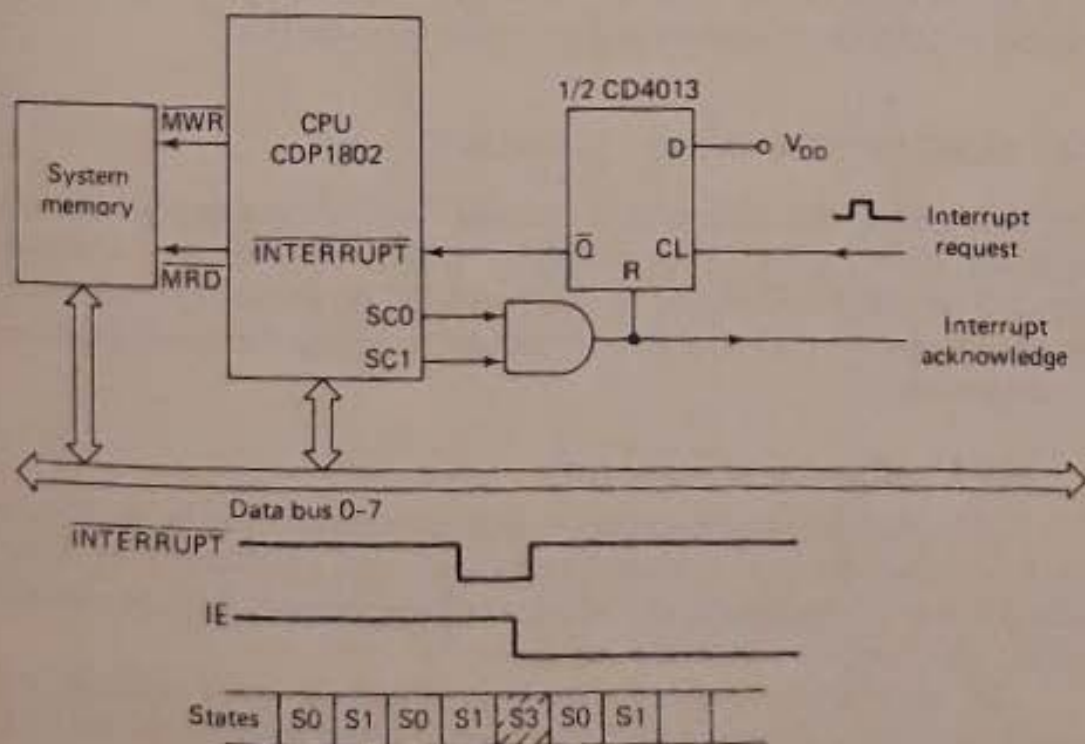 1/2 CD4013
MWR
CPU
CDP1802
D
V_DD
System
memory
Interrupt
request
INTERRUPT
Q̅
CL
MRD
R
SC0
SC1
Interrupt
acknowledge
Data bus 0-7
INTERRUPT
IE
States S0 S1 S0 S1 S3 S0 S1